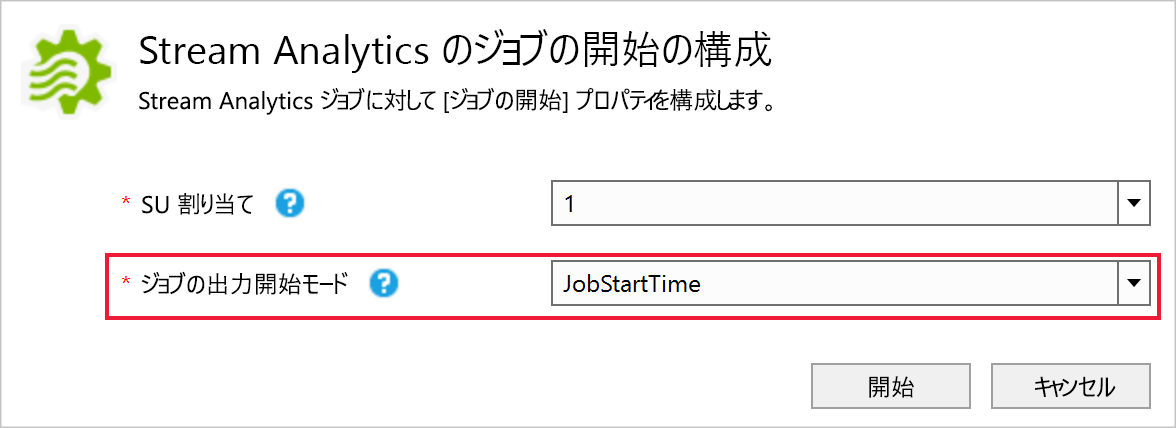 Stream Analytics のジョブの開始の構成
Stream Analytics ジョブに対して [ジョブの開始] プロパティを構成します。
* SU 割り当て ? 1
* ジョブの出力開始モード ? JobStartTime
開始 キャンセル